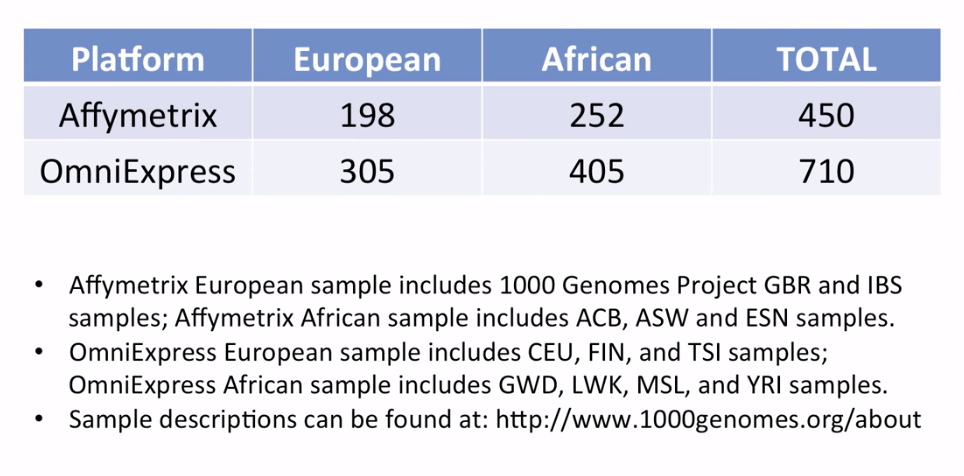 Platform European African TOTAL
Affymetrix 198 252 450
OmniExpress 305 405 710
• Affymetrix European sample includes 1000 Genomes Project GBR and IBS
samples; Affymetrix African sample includes ACB, ASW and ESN samples.
• OmniExpress European sample includes CEU, FIN, and TSI samples;
OmniExpress African sample includes GWD, LWK, MSL, and YRI samples.
• Sample descriptions can be found at: http://www.1000genomes.org/about